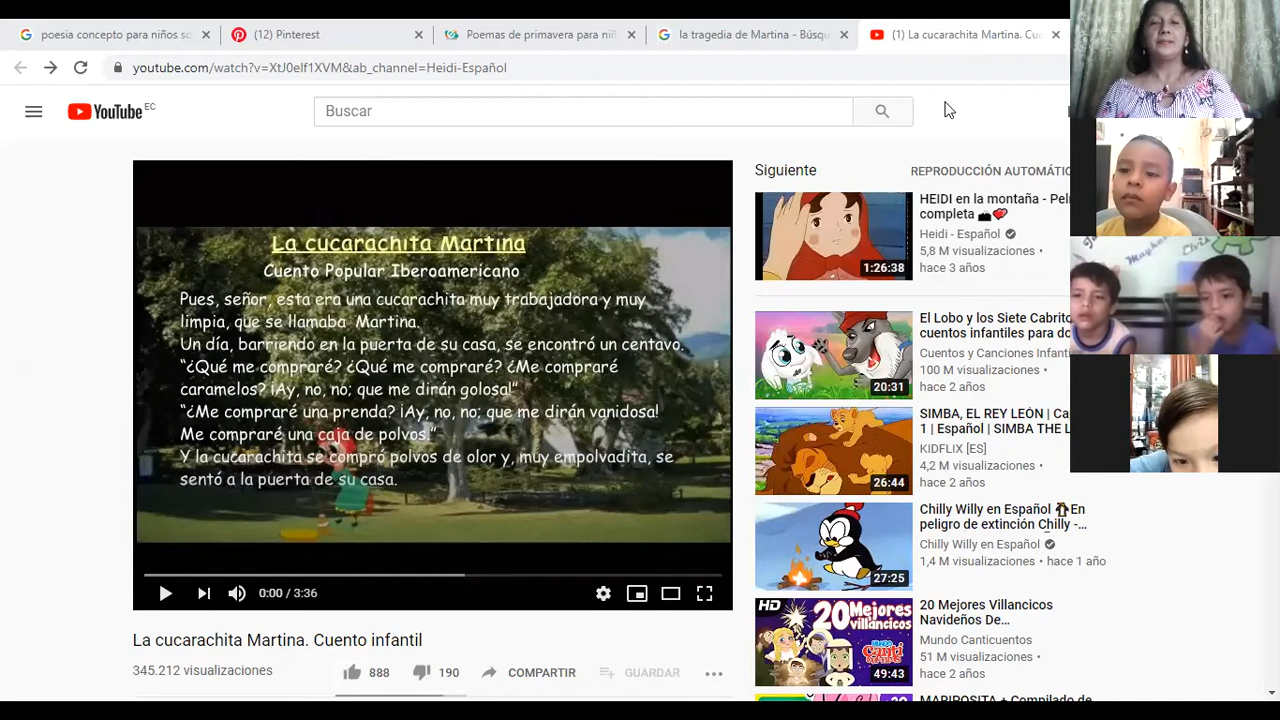 poesia concepto para niños so
(12) Pinterest
Poemas de primavera para niñ
la tragedia de Martina - Búsqu
(1) La cucarachita Martina. Cue
youtube.com/watch?v=XtJ0elf1XVM&ab_channel=Heidi-Español
YouTube EC
Buscar
La cucarachita Martina
Cuento Popular Iberoamericano
Pues, señor, esta era una cucarachita muy trabajadora y muy
limpia, que se llamaba Martina.
Un día, barriendo en la puerta de su casa, se encontró un centavo.
“¿Qué me compraré? ¿Qué me compraré? ¿Me compraré
caramelos? ¡Ay, no, no; que me dirán golosa!”
“¿Me compraré una prenda? ¡Ay, no, no; que me dirán vanidosa!
Me compraré una caja de polvos.”
Y la cucarachita se compró polvos de olor y, muy empolvadita, se
sentó a la puerta de su casa.
0:00 / 3:36
La cucarachita Martina. Cuento infantil
345,212 visualizaciones
888
190
COMPARTIR
GUARDAR
Siguiente
REPRODUCCIÓN AUTOMÁTIC
1:26:38
HEIDI en la montaña - Pel
completa
Heidi - Español
5,8 M visualizaciones •
hace 3 años
20:31
El Lobo y los Siete Cabrito
cuentos infantiles para do
Cuentos y Canciones Infanti
100 M visualizaciones •
hace 2 años
26:44
SIMBA, EL REY LEÓN | Ca
1 | Español | SIMBA THE L
KIDFLIX [ES]
4,2 M visualizaciones •
hace 2 años
27:25
Chilly Willy en Español En
peligro de extinción Chilly -...
Chilly Willy en Español
1,4 M visualizaciones • hace 1 año
HD
20 MEJORES
villancicos
MUNDO
49:43
20 Mejores Villancicos
Navideños De...
Mundo Canticuentos
51 M visualizaciones •
hace 2 años
MARIPOSITA + Compilado de